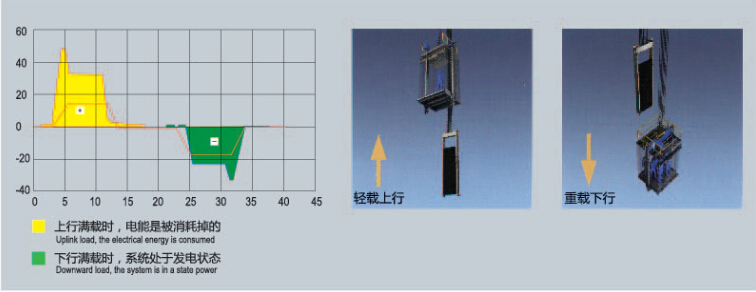 60
40
20
0
-20
-40
0 5 10 15 20 25 30 35 40 45
+
−
上行满载时，电能是被消耗掉的
Uplink load, the electrical energy is consumed
下行满载时，系统处于发电状态
Downward load, the system is in a state power
轻载上行
重载下行